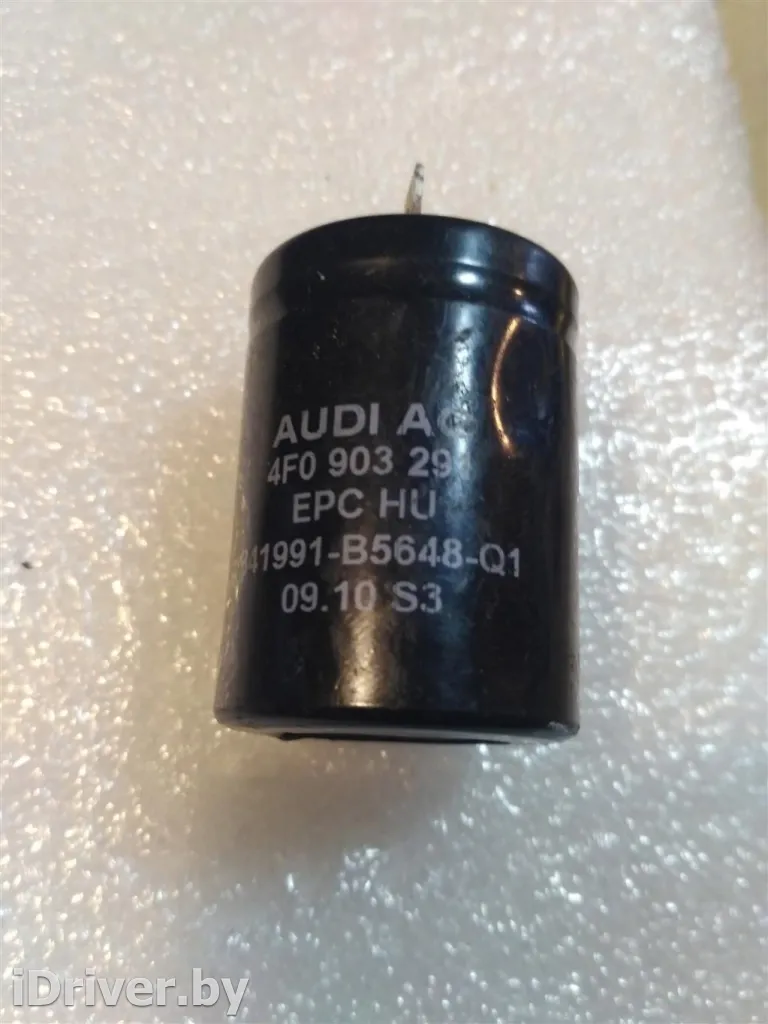 AUDI AG
4F0 903 29
EPC HU
41991-B5648-Q1
09.10 S3
iDriver.by